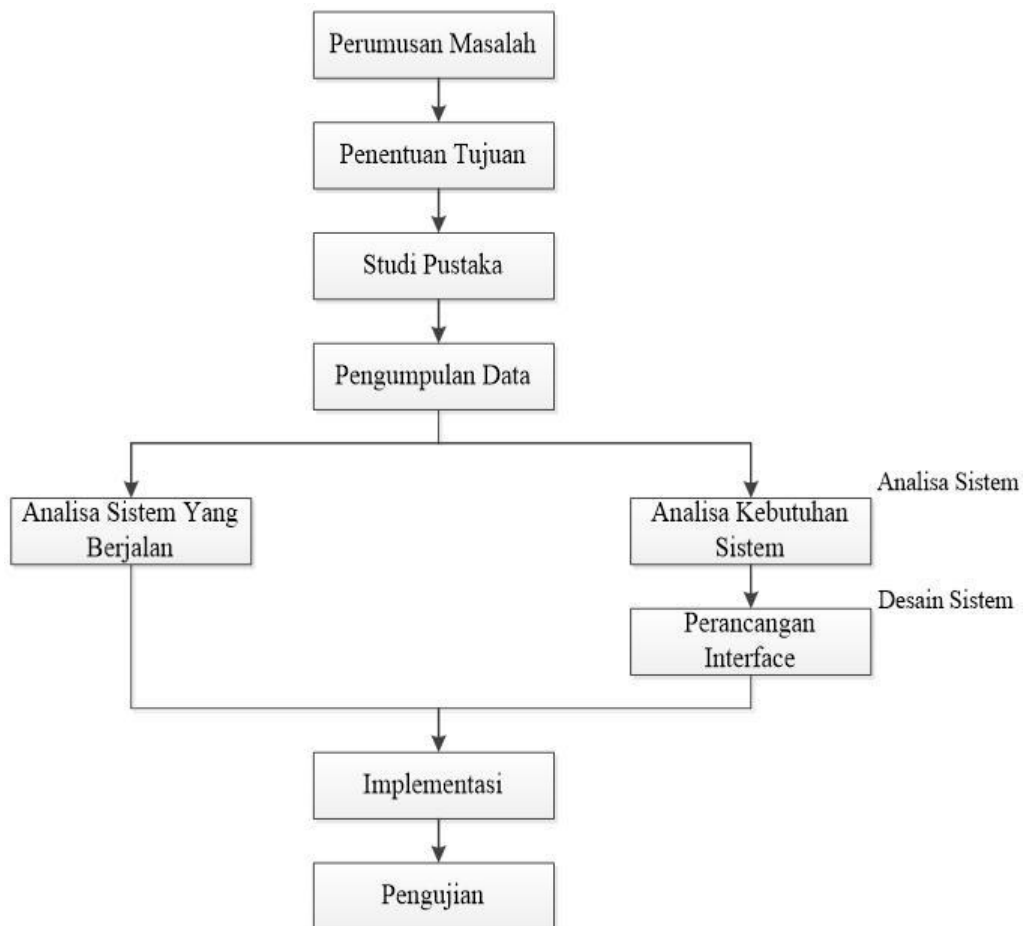 Perumusan Masalah
Penentuan Tujuan
Studi Pustaka
Pengumpulan Data
Analisa Sistem Yang
Berjalan
Analisa Kebutuhan
Sistem
Analisa Sistem
Perancangan
Interface
Desain Sistem
Implementasi
Pengujian